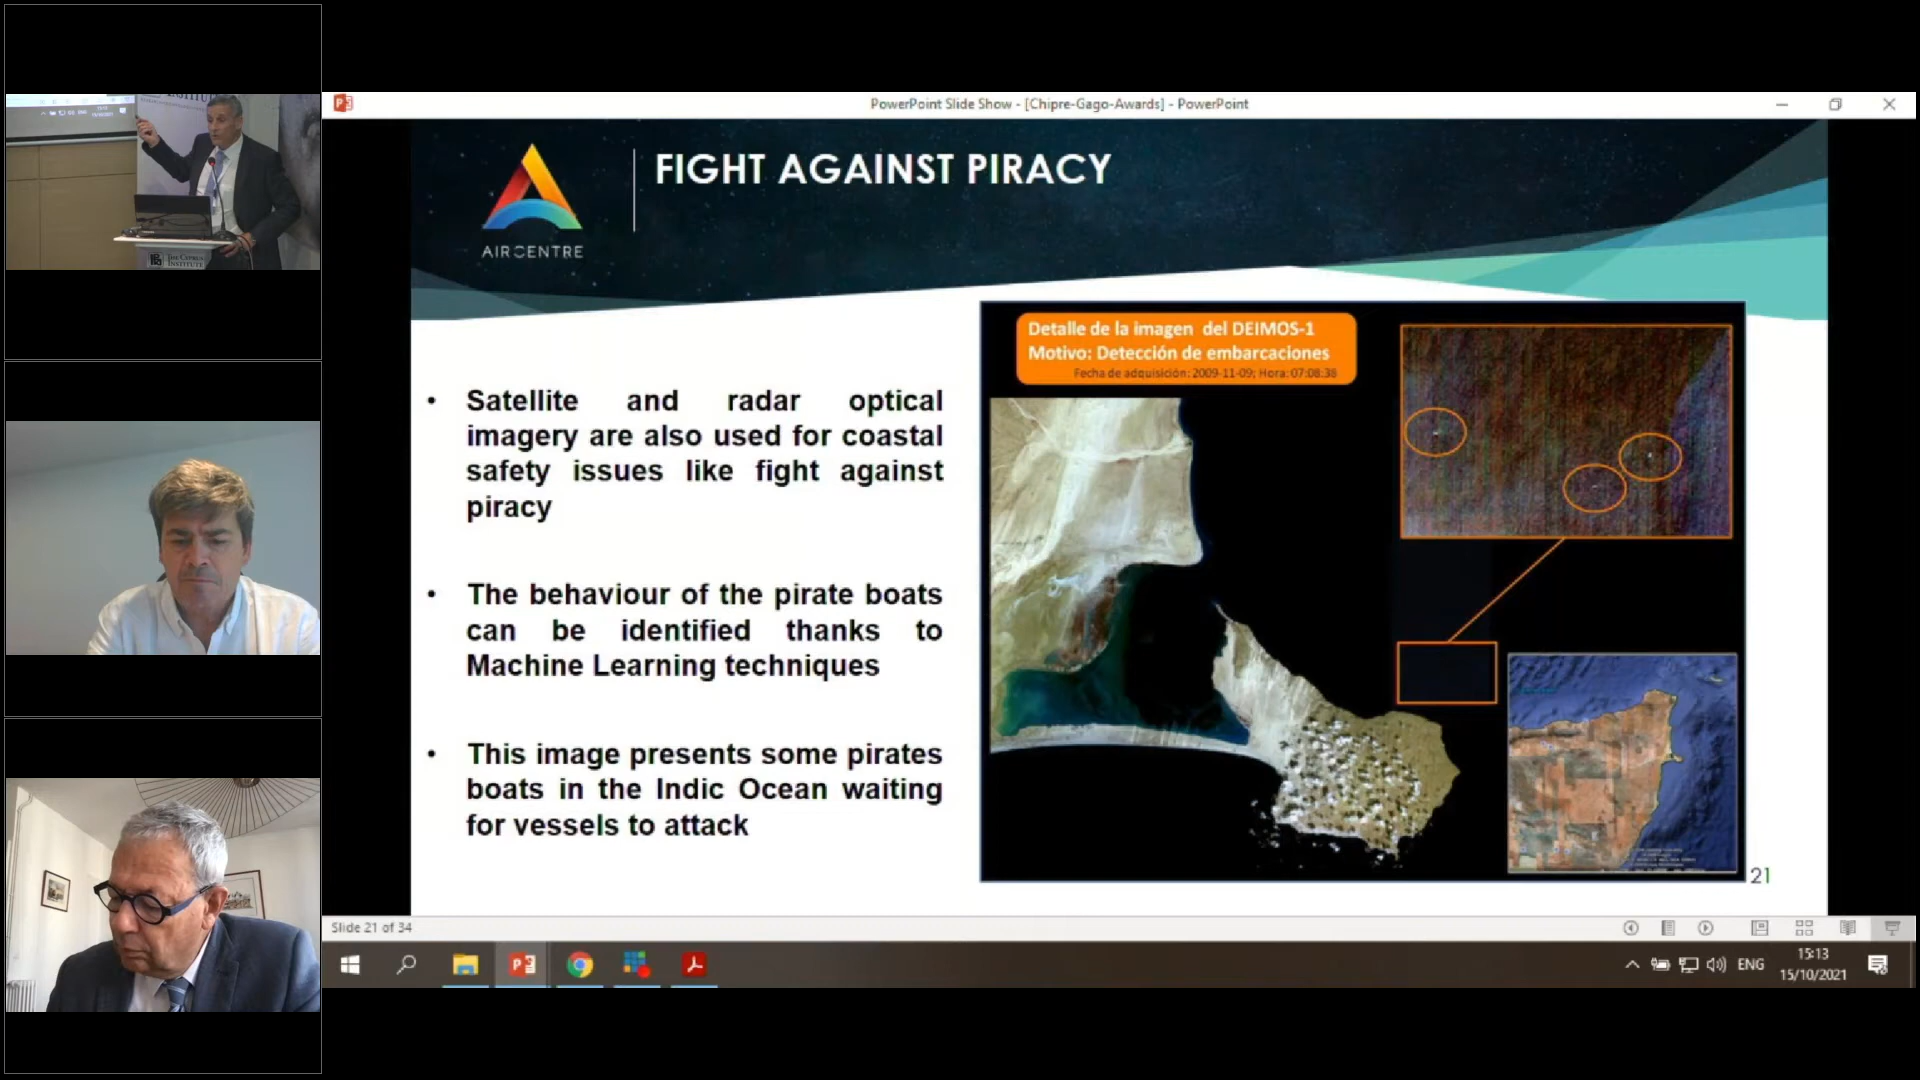 PowerPoint Slide Show - [Chipre-Gago-Awards] - PowerPoint
FIGHT AGAINST PIRACY
AIRCENTRE
• Satellite and radar optical
imagery are also used for coastal
safety issues like fight against
piracy
• The behaviour of the pirate boats
can be identified thanks to
Machine Learning techniques
• This image presents some pirates
boats in the Indic Ocean waiting
for vessels to attack
Detalle de la imagen del DEIMOS-1
Motivo: Detección de embarcaciones
Fecha de adquisición: 2009-11-09; Hora: 07:08:38
21
Slide 21 of 34
ENG
15:13
15/10/2021
THE CYPRUS
INSTITUTE